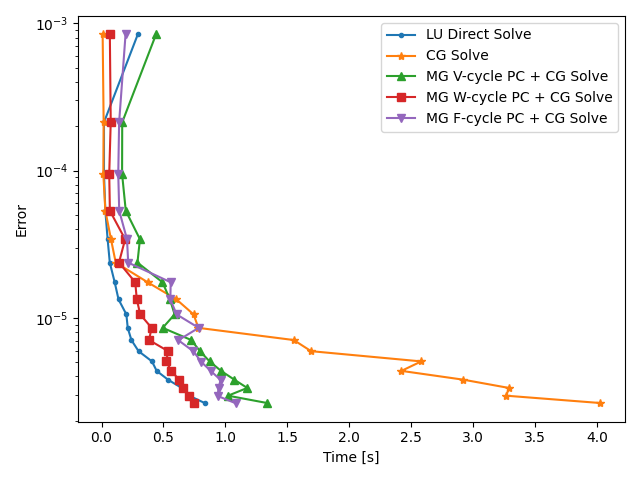 LU Direct Solve
CG Solve
MG V-cycle PC + CG Solve
MG W-cycle PC + CG Solve
MG F-cycle PC + CG Solve
10⁻³
10⁻⁴
10⁻⁵
Error
0.0 0.5 1.0 1.5 2.0 2.5 3.0 3.5 4.0
Time [s]